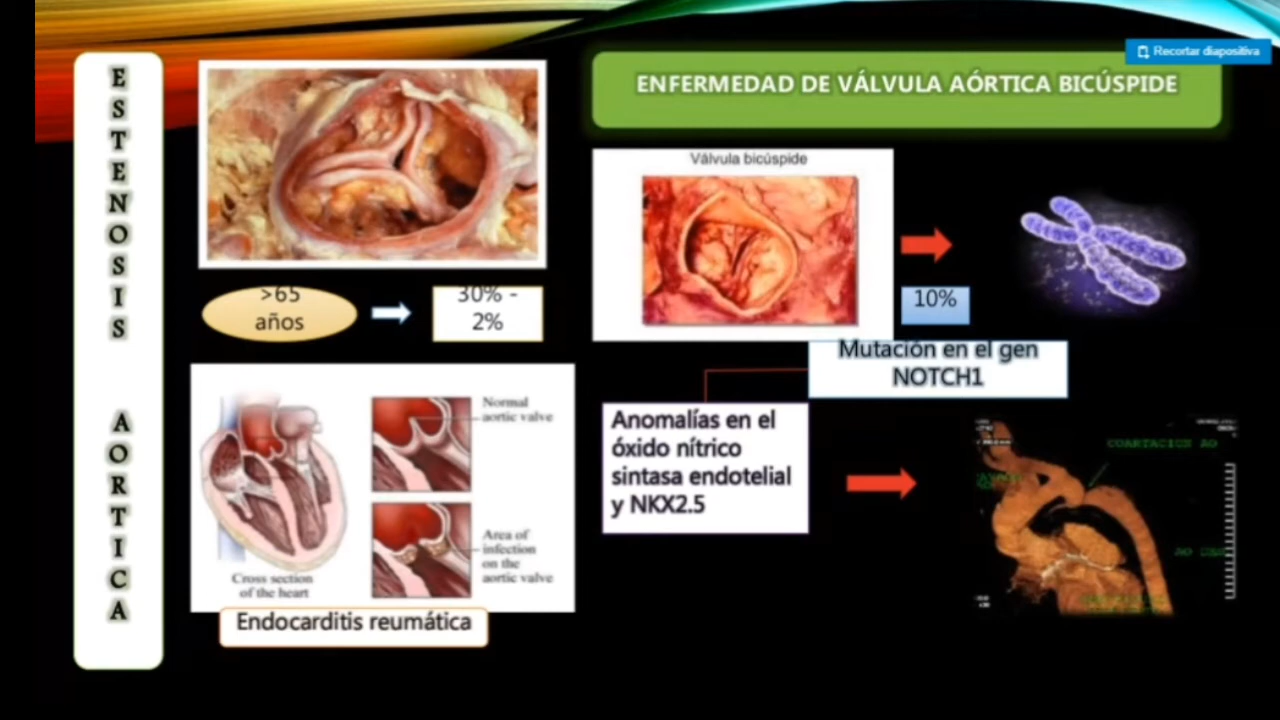 Recortar diapositiva
ESTENOSIS
AORTICA
>65
años
30% -
2%
Normal
aortic valve
Area of
infection
on the
aortic valve
Cross section
of the heart
Endocarditis reumática
ENFERMEDAD DE VÁLVULA AÓRTICA BICÚSPIDE
Válvula bicúspide
10%
Mutación en el gen
NOTCH1
Anomalías en el
óxido nítrico
sintasa endotelial
y NKX2.5
COARTACION AO